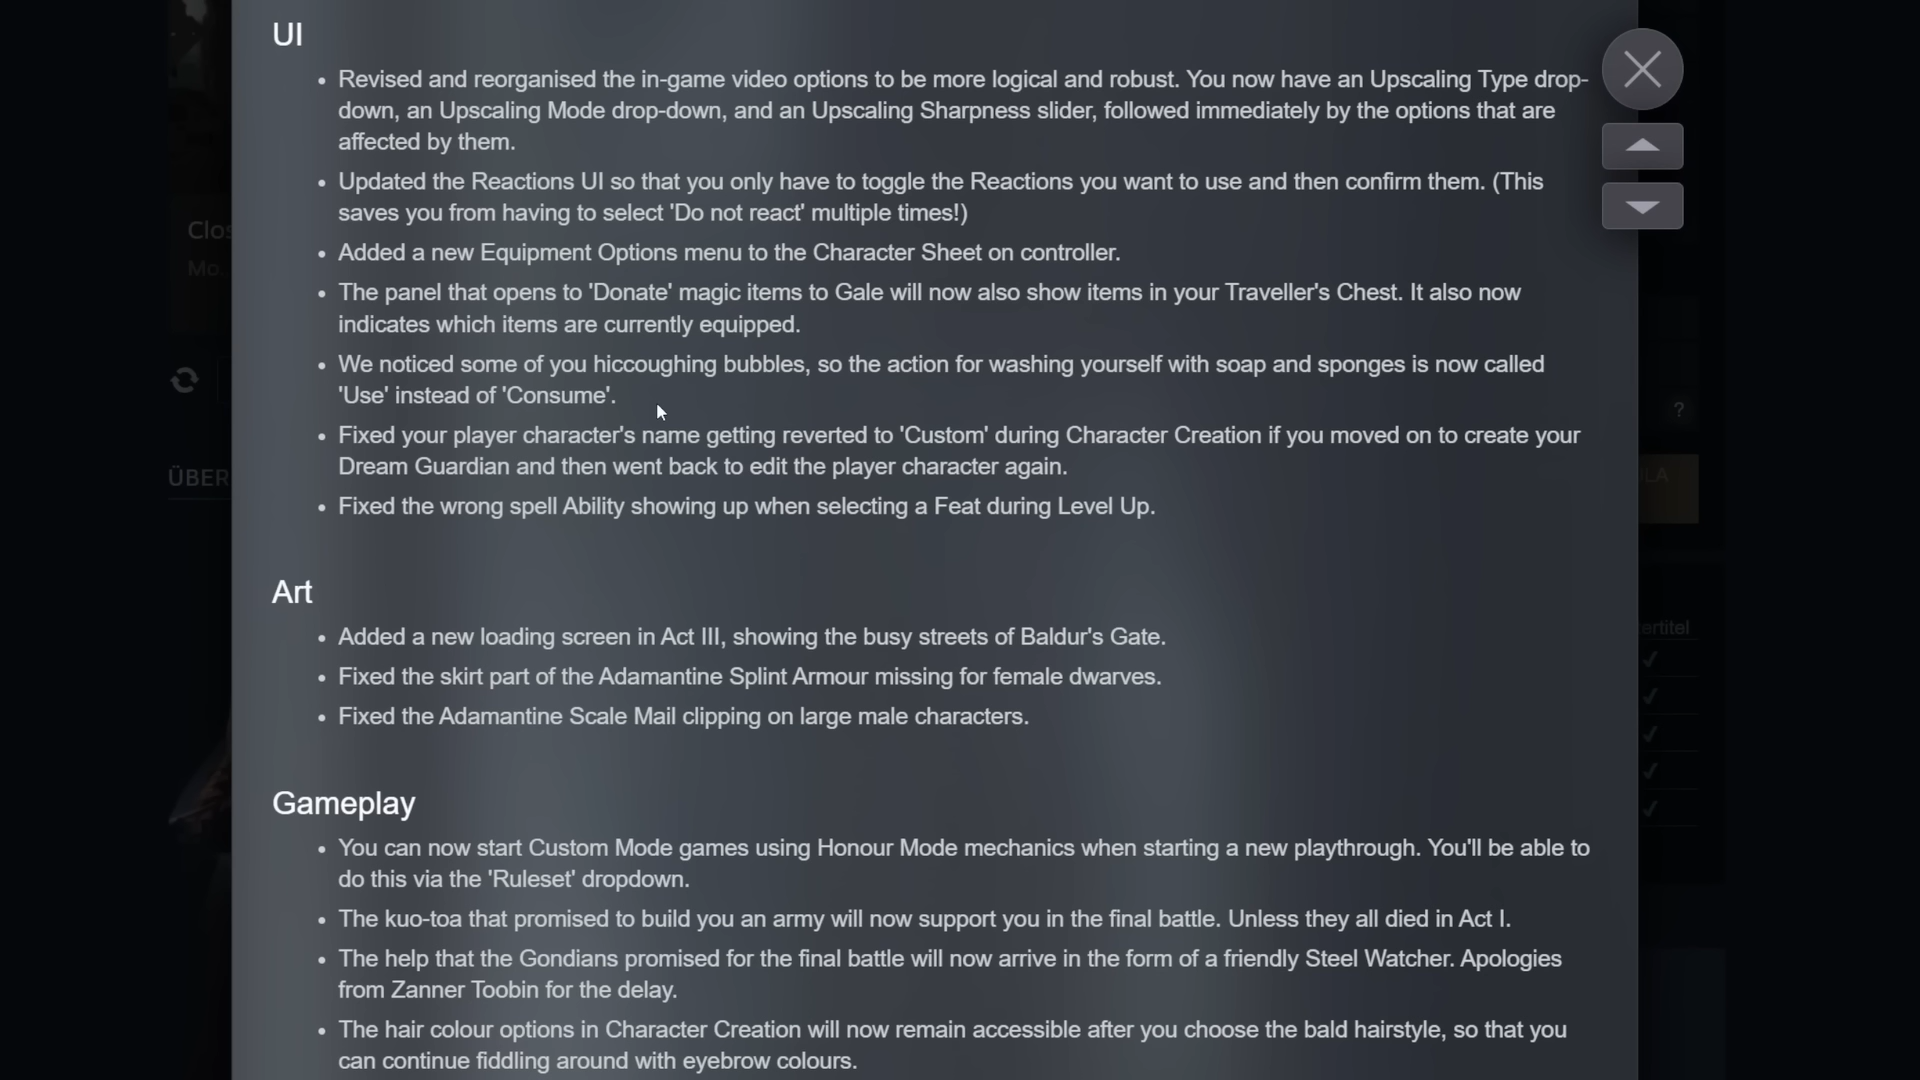 UI
• Revised and reorganised the in-game video options to be more logical and robust. You now have an Upscaling Type drop-
down, an Upscaling Mode drop-down, and an Upscaling Sharpness slider, followed immediately by the options that are
affected by them.
• Updated the Reactions UI so that you only have to toggle the Reactions you want to use and then confirm them. (This
saves you from having to select 'Do not react' multiple times!)
Clos
• Added a new Equipment Options menu to the Character Sheet on controller.
Mo.
• The panel that opens to 'Donate' magic items to Gale will now also show items in your Traveller's Chest. It also now
indicates which items are currently equipped.
• We noticed some of you hiccoughing bubbles, so the action for washing yourself with soap and sponges is now called
'Use' instead of 'Consume'.
?
• Fixed your player character's name getting reverted to 'Custom' during Character Creation if you moved on to create your
Dream Guardian and then went back to edit the player character again.
ÜBER
LA
• Fixed the wrong spell Ability showing up when selecting a Feat during Level Up.
Art
• Added a new loading screen in Act III, showing the busy streets of Baldur's Gate.
ertitel
• Fixed the skirt part of the Adamantine Splint Armour missing for female dwarves.
• Fixed the Adamantine Scale Mail clipping on large male characters.
Gameplay
• You can now start Custom Mode games using Honour Mode mechanics when starting a new playthrough. You'll be able to
do this via the 'Ruleset' dropdown.
• The kuo-toa that promised to build you an army will now support you in the final battle. Unless they all died in Act I.
• The help that the Gondians promised for the final battle will now arrive in the form of a friendly Steel Watcher. Apologies
from Zanner Toobin for the delay.
• The hair colour options in Character Creation will now remain accessible after you choose the bald hairstyle, so that you
can continue fiddling around with eyebrow colours.